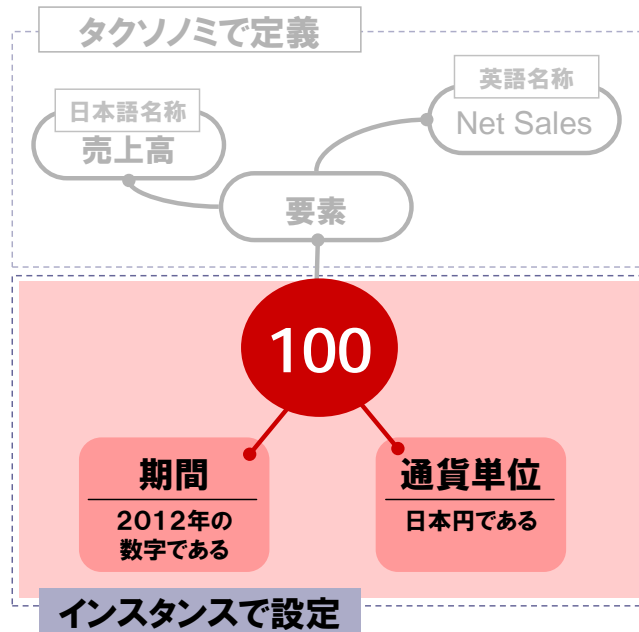 タクソノミで定義
英語名称
Net Sales
日本語名称
売上高
要素
100
期間
2012年の
数字である
通貨単位
日本円である
インスタンスで設定